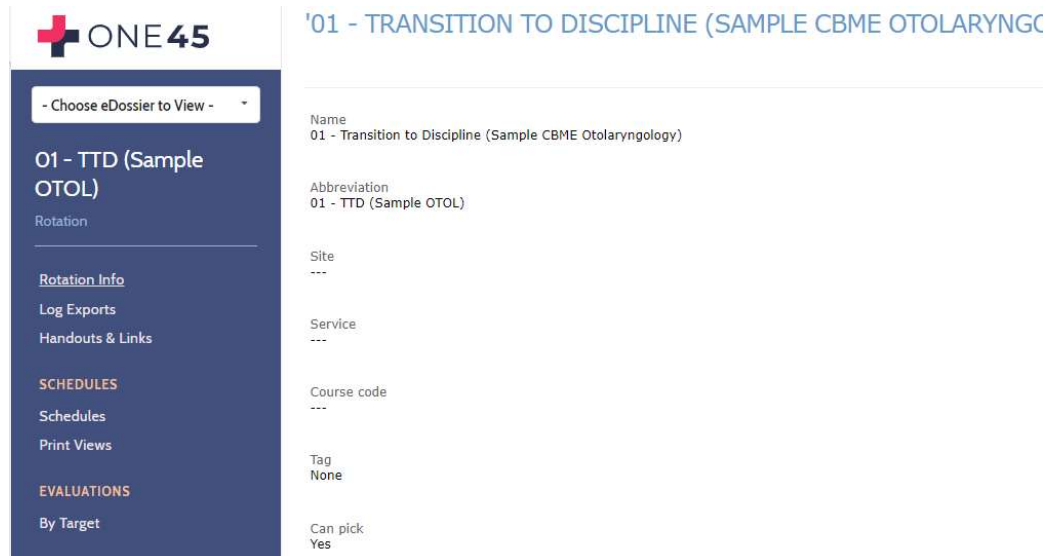 ONE45
- Choose eDossier to View -
01 - TTD (Sample
OTOL)
Rotation
Rotation Info
Log Exports
Handouts & Links
SCHEDULES
Schedules
Print Views
EVALUATIONS
By Target
'01 - TRANSITION TO DISCIPLINE (SAMPLE CBME OTOLARYNGO
Name
01 - Transition to Discipline (Sample CBME Otolaryngology)
Abbreviation
01 - TTD (Sample OTOL)
Site
---
Service
---
Course code
---
Tag
None
Can pick
Yes